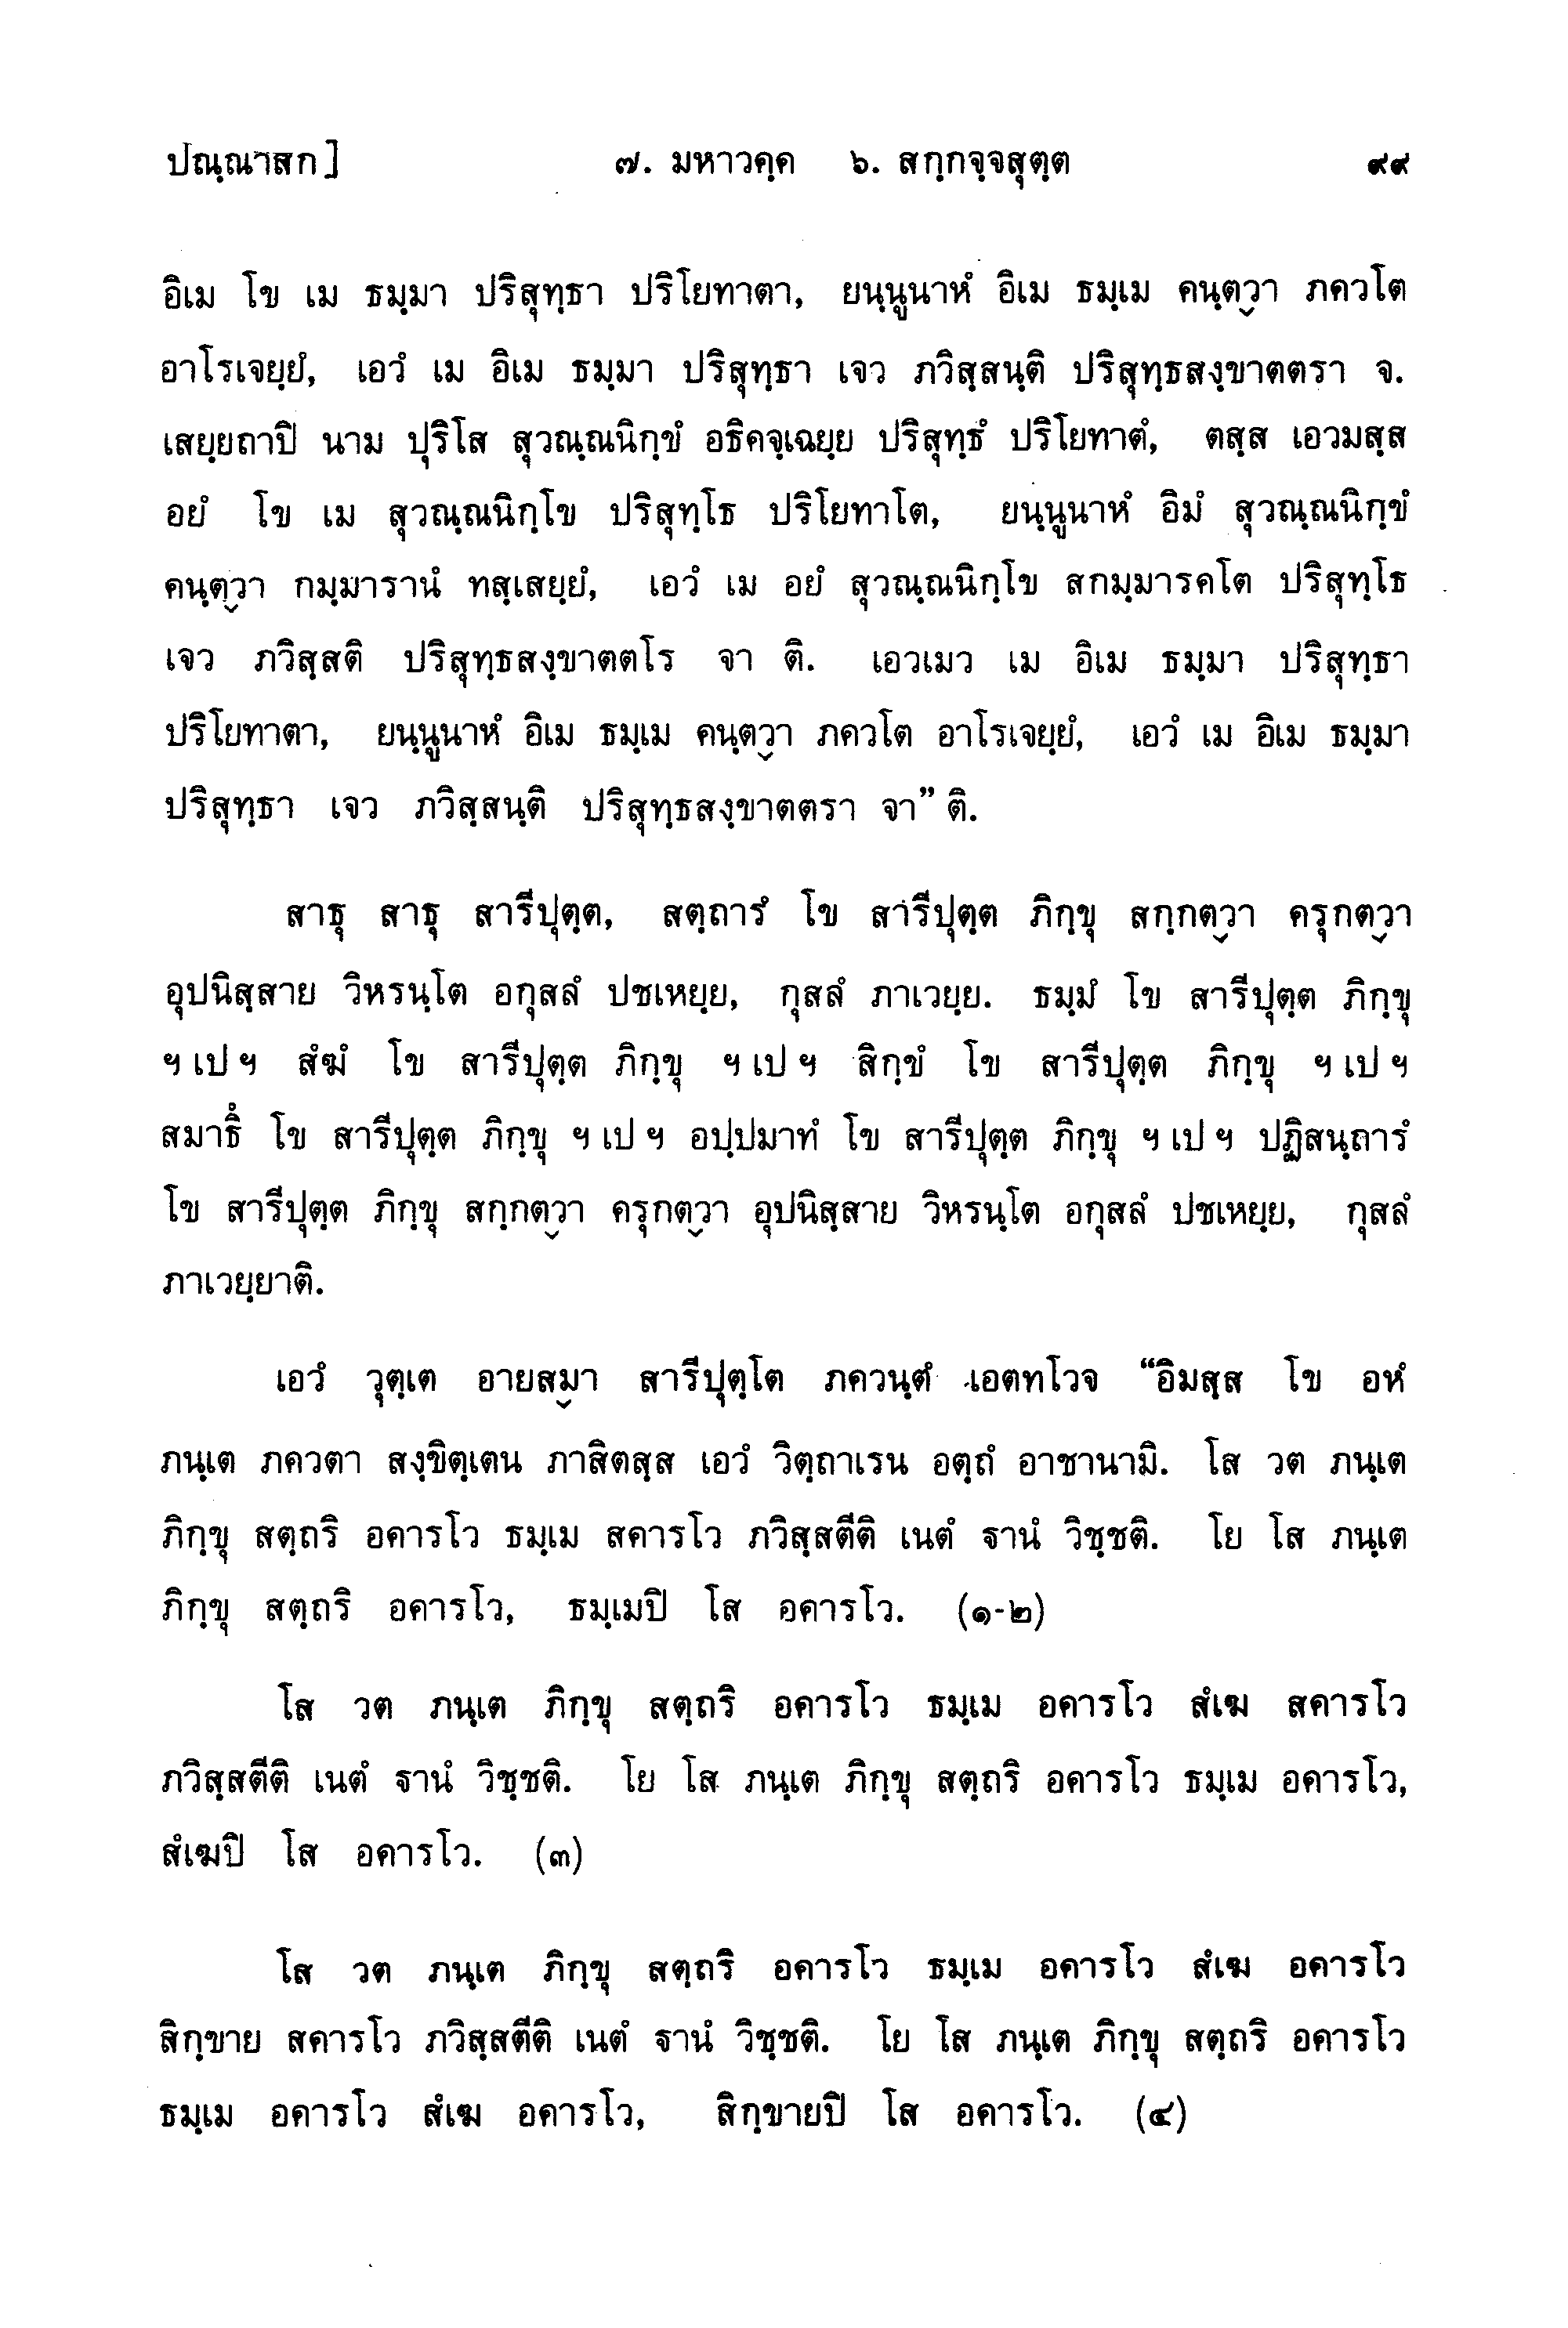 ปณฺณาสก] ๗. มหาวคฺค ๖. สกฺกจฺจสุตฺต ๙๙
อิเม โข เม ธมฺมา ปริสุทฺธา ปริโยทาตา, ยนฺนูนาหํ อิเม ธมฺเม คนฺตฺวา ภควโต
อาโรเจยฺยํ, เอวํ เม อิเม ธมฺมา ปริสุทฺธา เจว ภวิสฺสนฺติ ปริสุทฺธสงฺขาตตรา จ.
เสยฺยถาปิ นาม ปุริโส สุวณฺณนิกฺขํ อธิคจฺเฉยฺย ปริสุทฺธํ ปริโยทาตํ, ตสฺส เอวมสฺส
อยํ โข เม สุวณฺณนิกฺโข ปริสุทฺโธ ปริโยทาโต, ยนฺนูนาหํ อิมํ สุวณฺณนิกฺขํ
คนฺตฺวา กมฺมารานํ ทสฺเสยฺยํ, เอวํ เม อยํ สุวณฺณนิกฺโข สกมฺมารคโต ปริสุทฺโธ
เจว ภวิสฺสติ ปริสุทฺธสงฺขาตตโร จา ติ. เอวเมว เม อิเม ธมฺมา ปริสุทฺธา
ปริโยทาตา, ยนฺนูนาหํ อิเม ธมฺเม คนฺตฺวา ภควโต อาโรเจยฺยํ, เอวํ เม อิเม ธมฺมา
ปริสุทฺธา เจว ภวิสฺสนฺติ ปริสุทฺธสงฺขาตตรา จา” ติ.
สาธุ สาธุ สารีปุตฺต, สตฺถารํ โข สารีปุตฺต ภิกฺขุ สกฺกตฺวา ครุกตฺวา
อุปนิสฺสาย วิหรนฺโต อกุสลํ ปชเหยฺย, กุสลํ ภาเวยฺย. ธมฺมํ โข สารีปุตฺต ภิกฺขุ
ฯ เป ฯ สํฆํ โข สารีปุตฺต ภิกฺขุ ฯ เป ฯ สิกฺขํ โข สารีปุตฺต ภิกฺขุ ฯ เป ฯ
สมาธึ โข สารีปุตฺต ภิกฺขุ ฯ เป ฯ อปฺปมาทํ โข สารีปุตฺต ภิกฺขุ ฯ เป ฯ ปฏิสนฺถารํ
โข สารีปุตฺต ภิกฺขุ สกฺกตฺวา ครุกตฺวา อุปนิสฺสาย วิหรนฺโต อกุสลํ ปชเหยฺย, กุสลํ
ภาเวยฺยาติ.
เอวํ วุตฺเต อายสฺมา สารีปุตฺโต ภควนฺตํ เอตทโวจ “อิมสฺส โข อหํ
ภนฺเต ภควตา สงฺขิตฺเตน ภาสิตสฺส เอวํ วิตฺถาเรน อตฺถํ อาชานามิ. โส วต ภนฺเต
ภิกฺขุ สตฺถริ อคารโว ธมฺเม สคารโว ภวิสฺสตีติ เนตํ ฐานํ วิชฺชติ. โย โส ภนฺเต
ภิกฺขุ สตฺถริ อคารโว, ธมฺเมปิ โส อคารโว. (๑-๒)
โส วต ภนฺเต ภิกฺขุ สตฺถริ อคารโว ธมฺเม อคารโว สํเฆ สคารโว
ภวิสฺสตีติ เนตํ ฐานํ วิชฺชติ. โย โส ภนฺเต ภิกฺขุ สตฺถริ อคารโว ธมฺเม อคารโว,
สํเฆปิ โส อคารโว. (๓)
โส วต ภนฺเต ภิกฺขุ สตฺถริ อคารโว ธมฺเม อคารโว สํเฆ อคารโว
สิกฺขาย สคารโว ภวิสฺสตีติ เนตํ ฐานํ วิชฺชติ. โย โส ภนฺเต ภิกฺขุ สตฺถริ อคารโว
ธมฺเม อคารโว สํเฆ อคารโว, สิกฺขายปิ โส อคารโว. (๔)